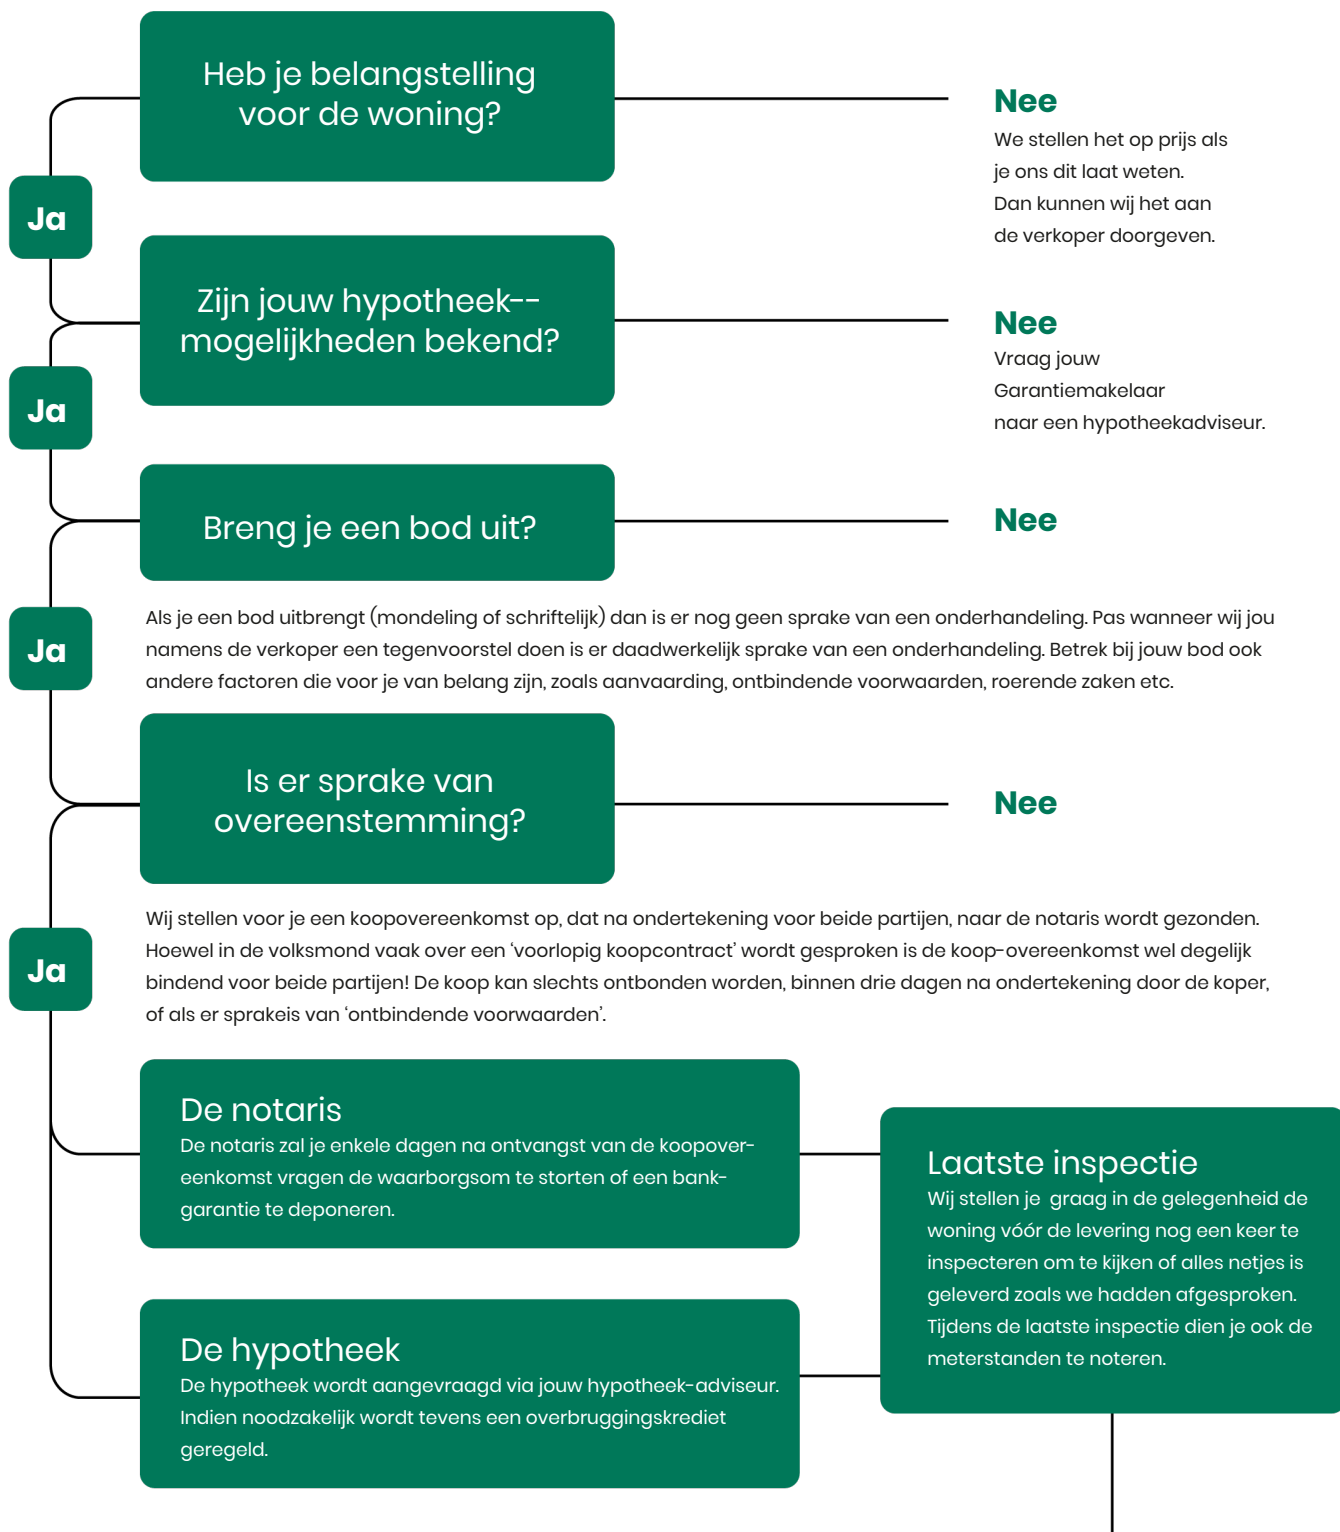 Heb je belangstelling
voor de woning?
Nee
We stellen het op prijs als
je ons dit laat weten.
Dan kunnen wij het aan
de verkoper doorgeven.
Ja
Zijn jouw hypotheek--
mogelijkheden bekend?
Nee
Vraag jouw
Garantiemakelaar
naar een hypotheekadviseur.
Ja
Breng je een bod uit?
Nee
Als je een bod uitbrengt (mondeling of schriftelijk) dan is er nog geen sprake van een onderhandeling. Pas wanneer wij jou
namens de verkoper een tegenvoorstel doen is er daadwerkelijk sprake van een onderhandeling. Betrek bij jouw bod ook
andere factoren die voor je van belang zijn, zoals aanvaarding, ontbindende voorwaarden, roerende zaken etc.
Ja
Is er sprake van
overeenstemming?
Nee
Wij stellen voor je een koopovereenkomst op, dat na ondertekening voor beide partijen, naar de notaris wordt gezonden.
Hoewel in de volksmond vaak over een ‘voorlopig koopcontract’ wordt gesproken is de koop-overeenkomst wel degelijk
bindend voor beide partijen! De koop kan slechts ontbonden worden, binnen drie dagen na ondertekening door de koper,
of als er sprakeis van ‘ontbindende voorwaarden’.
Ja
De notaris
De notaris zal je enkele dagen na ontvangst van de koopover-
eenkomst vragen de waarborgsom te storten of een bank-
garantie te deponeren.
Laatste inspectie
Wij stellen je  graag in de gelegenheid de
woning vóór de levering nog een keer te
inspecteren om te kijken of alles netjes is
geleverd zoals we hadden afgesproken.
Tijdens de laatste inspectie dien je ook de
meterstanden te noteren.
De hypotheek
De hypotheek wordt aangevraagd via jouw hypotheek-adviseur.
Indien noodzakelijk wordt tevens een overbruggingskrediet
geregeld.